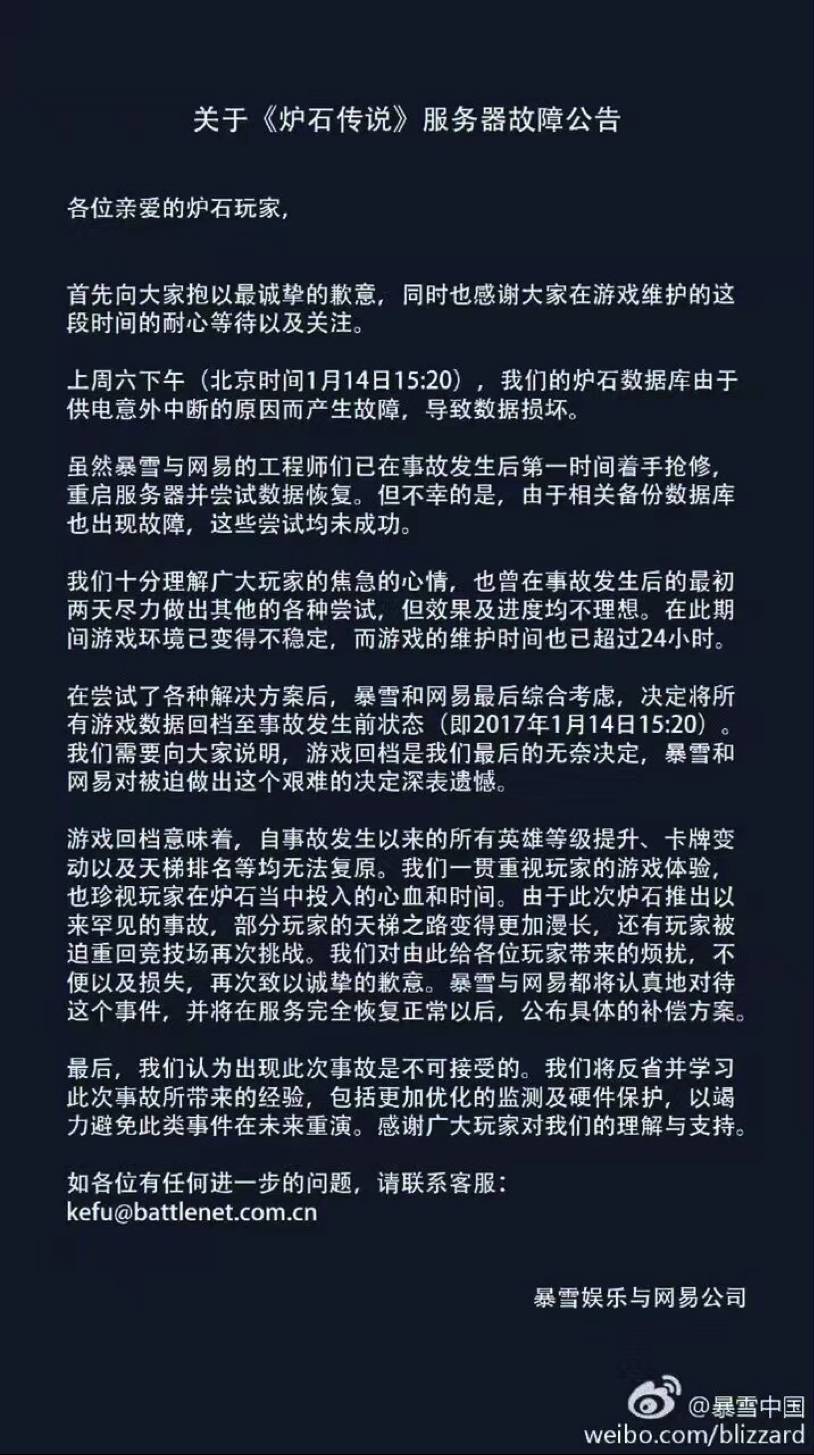 关于《炉石传说》服务器故障公告
各位亲爱的炉石玩家，
首先向大家抱以最诚挚的歉意，同时也感谢大家在游戏维护的这
段时间的耐心等待以及关注。
上周六下午（北京时间1月14日15:20），我们的炉石数据库由于
供电意外中断的原因而产生故障，导致数据损坏。
虽然暴雪与网易的工程师们已在事故发生后第一时间着手抢修，
重启服务器并尝试数据恢复。但不幸的是，由于相关备份数据库
也出现故障，这些尝试均未成功。
我们十分理解广大玩家的焦急的心情，也曾在事故发生后的最初
两天尽力做出其他的各种尝试，但效果及进度均不理想。在此期
间游戏环境已变得不稳定，而游戏的维护时间也已超过24小时。
在尝试了各种解决方案后，暴雪和网易最后综合考虑，决定将所
有游戏数据回档至事故发生前状态（即2017年1月14日15:20）。
我们需要向大家说明，游戏回档是我们最后的无奈决定，暴雪和
网易对被迫做出这个艰难的决定深表遗憾。
游戏回档意味着，自事故发生以来的所有英雄等级提升、卡牌变
动以及天梯排名等均无法复原。我们一贯重视玩家的游戏体验，
也珍视玩家在炉石当中投入的心血和时间。由于此次炉石推出以
来罕见的事故，部分玩家的天梯之路变得更加漫长，还有玩家被
迫重回竞技场再次挑战。我们对由此给各位玩家带来的烦扰，不
便以及损失，再次致以诚挚的歉意。暴雪与网易都将认真地对待
这个事件，并将在服务完全恢复正常以后，公布具体的补偿方案。
最后，我们认为出现此次事故是不可接受的。我们将反省并学习
此次事故所带来的经验，包括更加优化的监测及硬件保护，以竭
力避免此类事件在未来重演。感谢广大玩家对我们的理解与支持。
如各位有任何进一步的问题，请联系客服：
kefu@battlenet.com.cn
暴雪娱乐与网易公司
@暴雪中国
weibo.com/blizzard